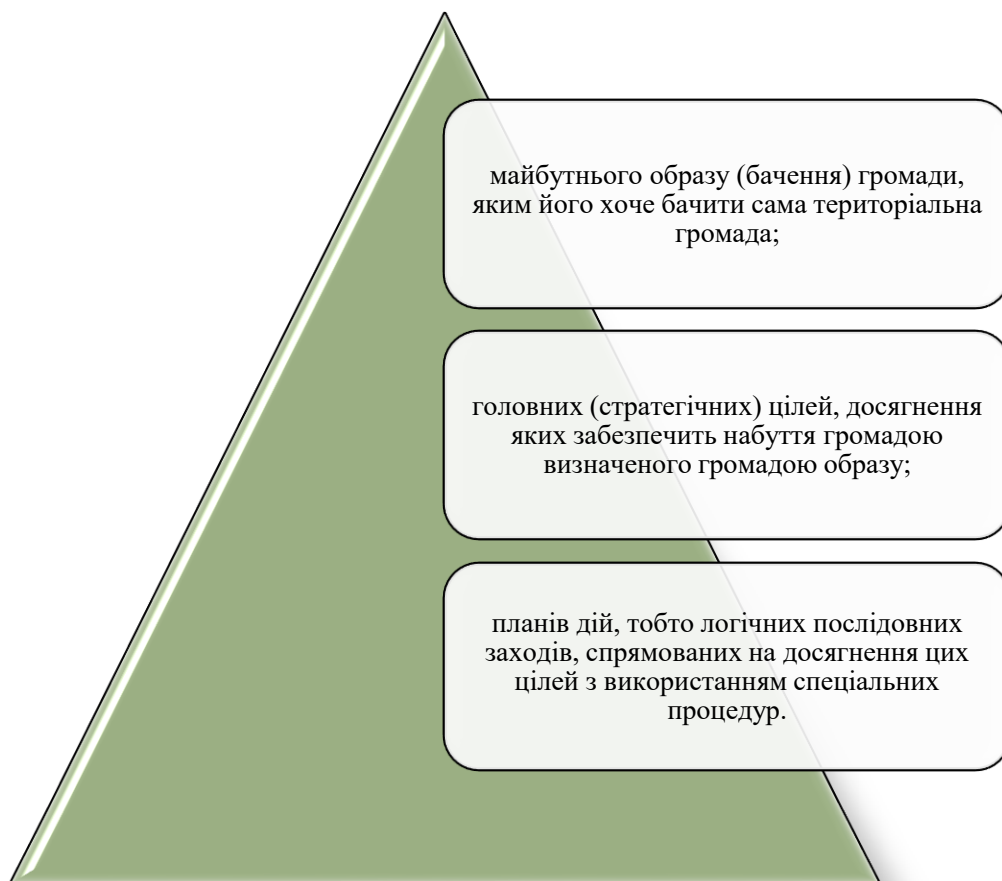 майбутнього образу (бачення) громади,
яким його хоче бачити сама територіальна
громада;
головних (стратегічних) цілей, досягнення
яких забезпечить набуття громадою
визначеного громадою образу;
планів дій, тобто логічних послідовних
заходів, спрямованих на досягнення цих
цілей з використанням спеціальних
процедур.